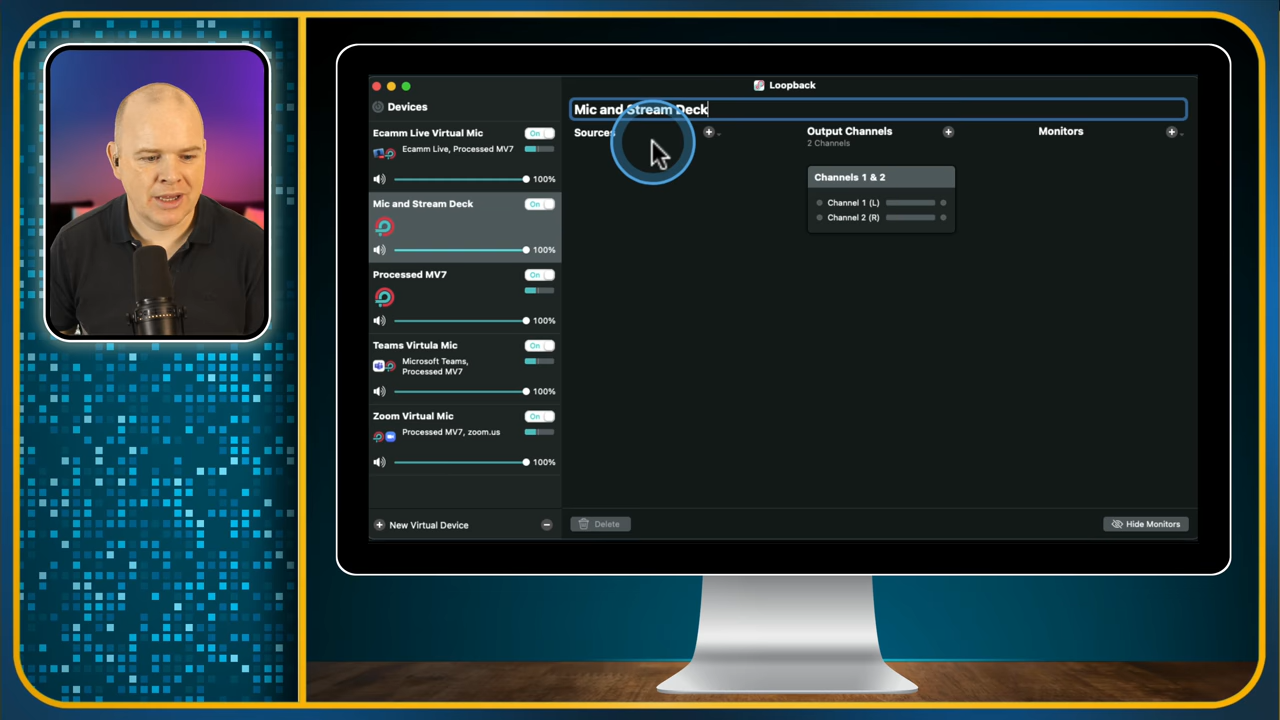 Loopback
Devices
Ecamm Live Virtual Mic
On
Ecamm Live, Processed MV7
100%
Mic and Stream Deck
On
100%
Processed MV7
On
100%
Teams Virtula Mic
On
Microsoft Teams,
Processed MV7
100%
Zoom Virtual Mic
On
Processed MV7, zoom.us
100%
New Virtual Device
Mic and Stream Deck
Sources
Output Channels
2 Channels
Channels 1 & 2
Channel 1 (L)
Channel 2 (R)
Monitors
Delete
Hide Monitors